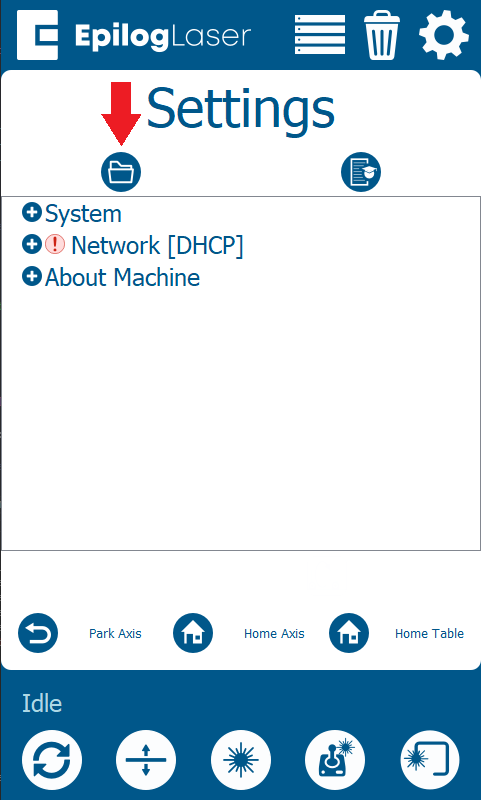 EpilogLaser
Settings
System
Network [DHCP]
About Machine
Park Axis
Home Axis
Home Table
Idle